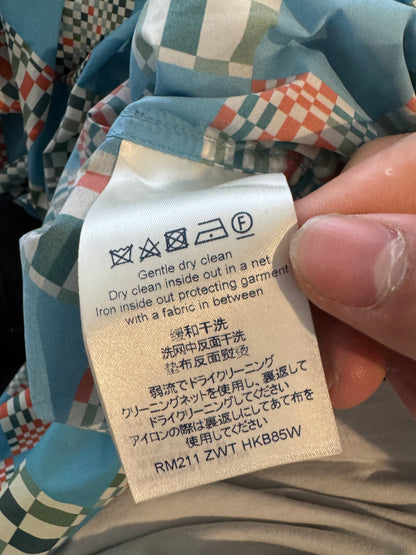 F
Gentle dry clean
Dry clean inside out in a net
Iron inside out protecting garment
with a fabric in between
缓和干洗
洗网中反面干洗
垫布反面熨烫
弱流でドライクリーニング
クリーニングネットを使用し、裏返して
ドライクリーニングしてください
アイロンの際は裏返しにしてあて布を
使用してください
RM211 ZWT HKB85W